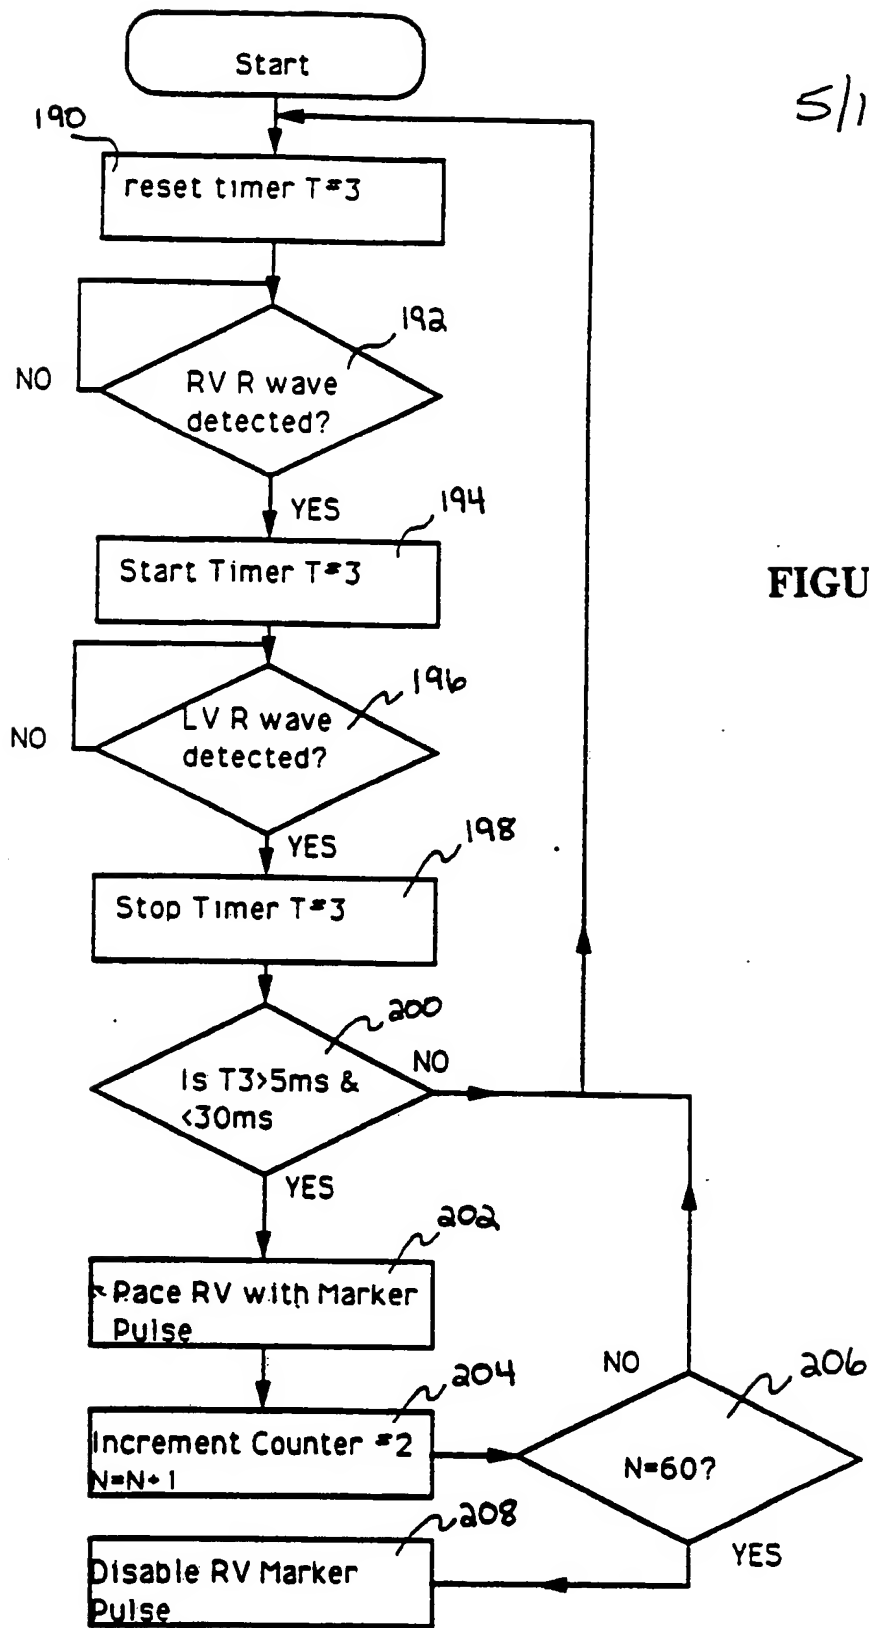 Start
5/1
190
reset timer T#3
192
RV R wave
detected?
NO
YES
194
Start Timer T#3
196
LV R wave
detected?
NO
YES
198
Stop Timer T#3
200
Is T3>5ms &
<30ms
NO
YES
202
Pace RV with Marker
Pulse
204
Increment Counter #2
N=N+1
NO
206
N=60?
YES
208
Disable RV Marker
Pulse
FIGU